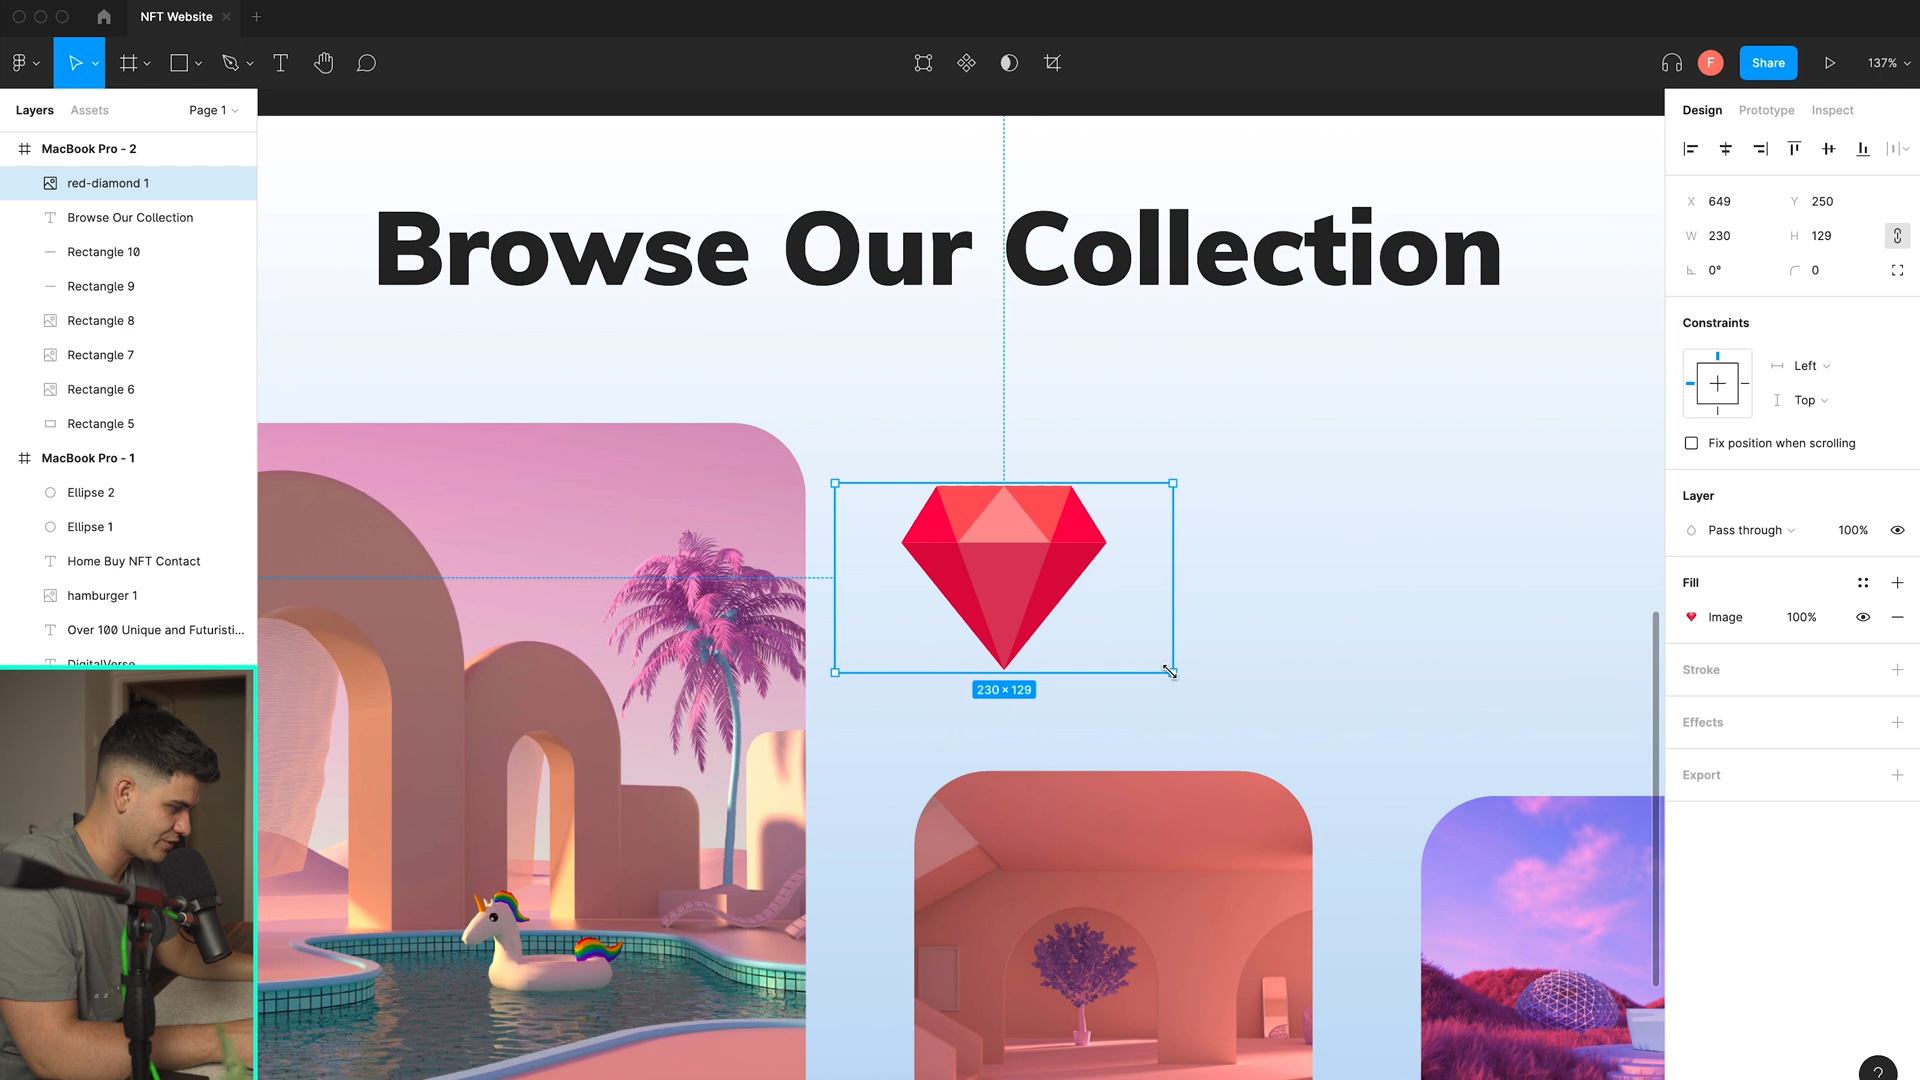 NFT Website
F
Share
137%
Layers
Assets
Page 1
MacBook Pro - 2
red-diamond 1
Browse Our Collection
Rectangle 10
Rectangle 9
Rectangle 8
Rectangle 7
Rectangle 6
Rectangle 5
MacBook Pro - 1
Ellipse 2
Ellipse 1
Home Buy NFT Contact
hamburger 1
Over 100 Unique and Futuristi...
DigitalVerse
Browse Our Collection
230 × 129
Design
Prototype
Inspect
X 649
Y 250
W 230
H 129
0°
0
Constraints
Left
Top
Fix position when scrolling
Layer
Pass through
100%
Fill
Image
100%
Stroke
Effects
Export
?